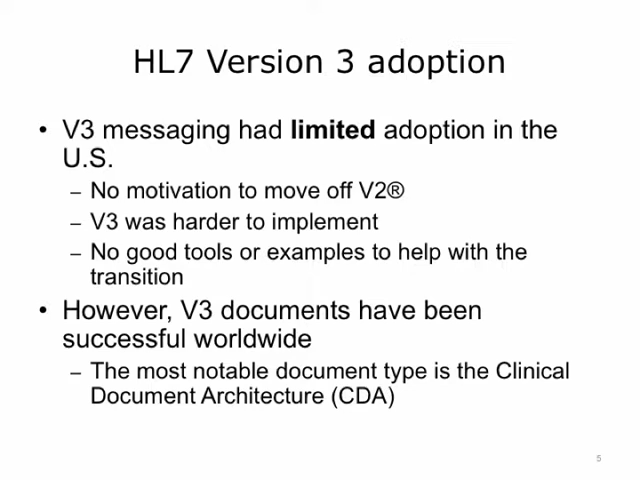 HL7 Version 3 adoption
• V3 messaging had limited adoption in the
U.S.
– No motivation to move off V2®
– V3 was harder to implement
– No good tools or examples to help with the
transition
• However, V3 documents have been
successful worldwide
– The most notable document type is the Clinical
Document Architecture (CDA)
5